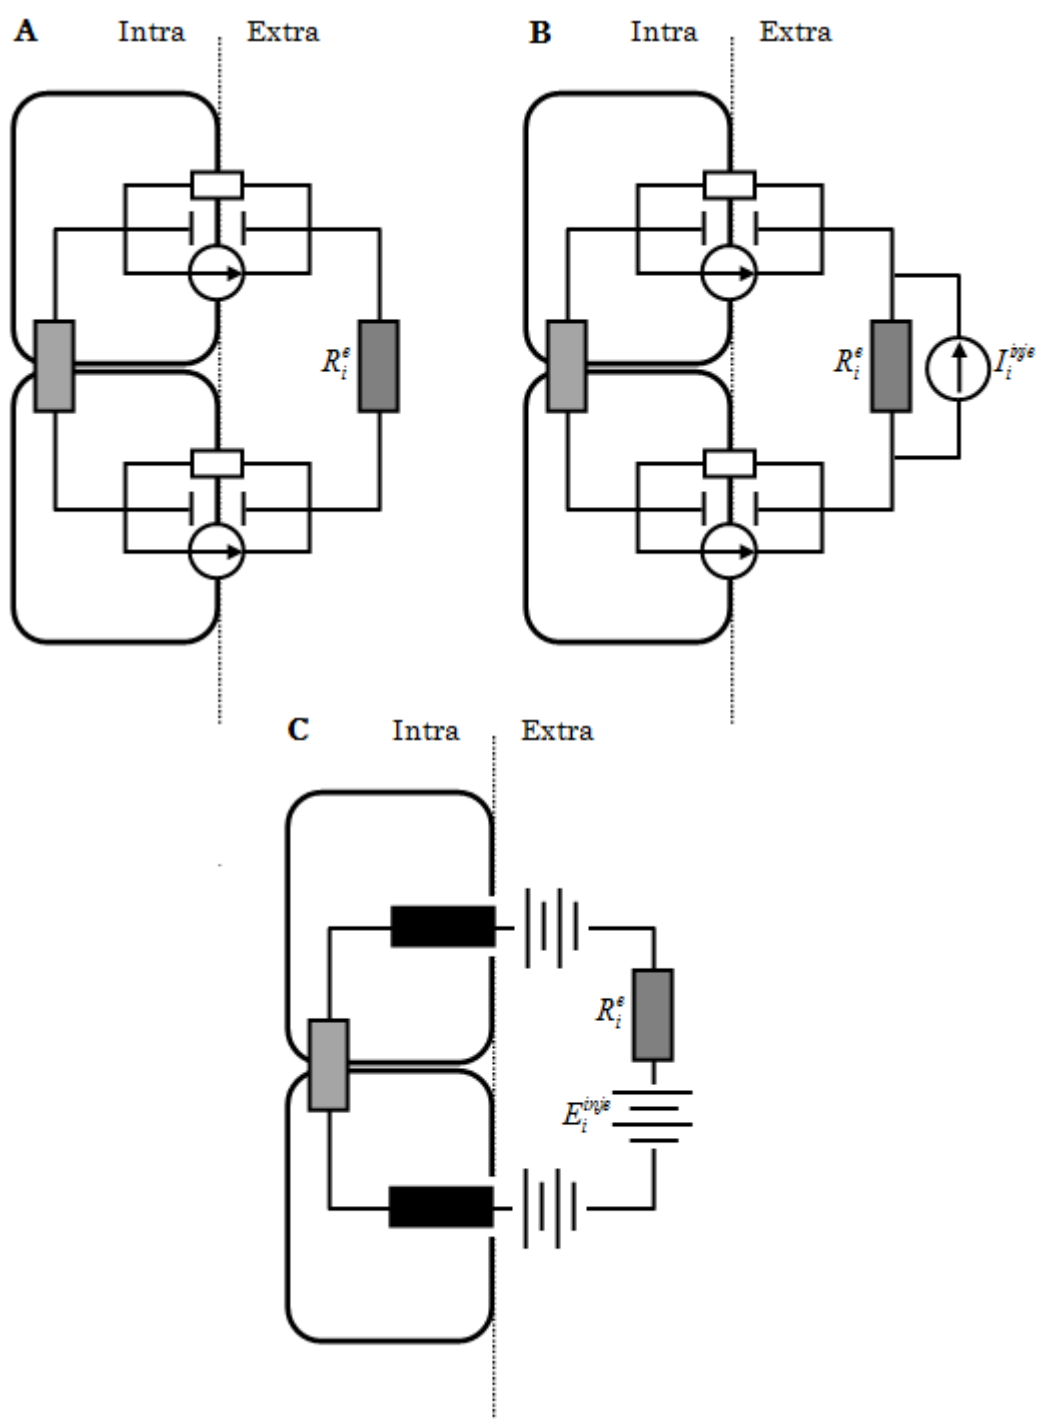 A Intra Extra
B Intra Extra
R_i^e
R_i^e
I_i^inje
C Intra Extra
R_i^e
E_i^inje